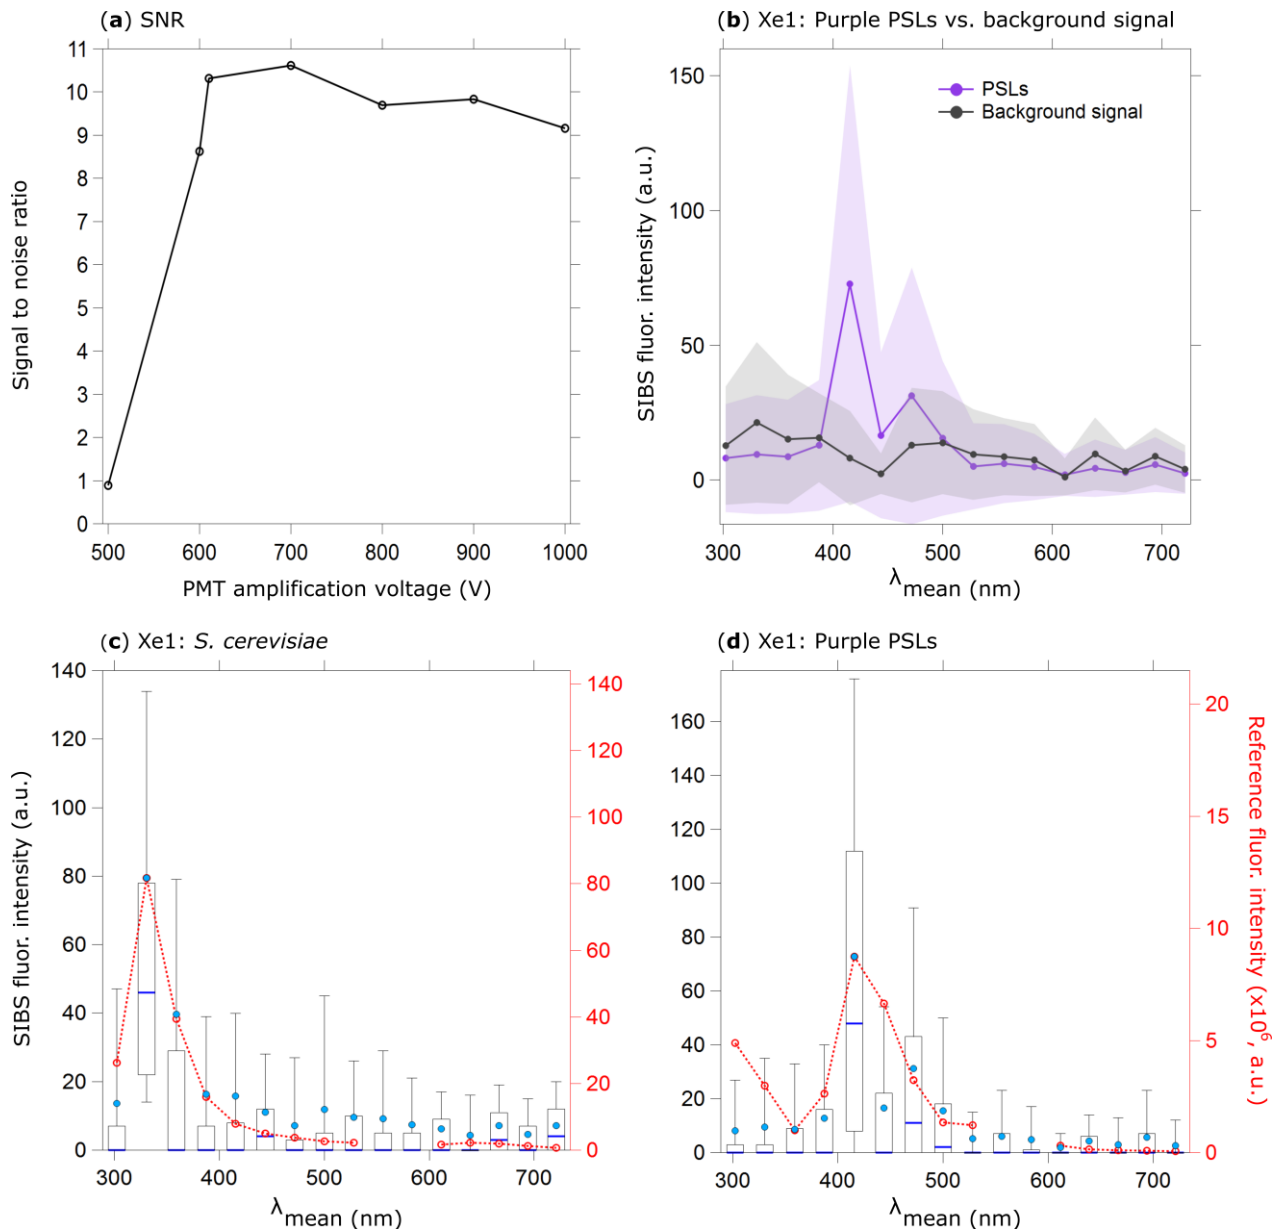 (a) SNR
11
10
9
8
7
6
5
4
3
2
1
0
Signal to noise ratio
500 600 700 800 900 1000
PMT amplification voltage (V)
(b) Xe1: Purple PSLs vs. background signal
150
100
50
0
SIBS fluor. intensity (a.u.)
PSLs
Background signal
300 400 500 600 700
λmean (nm)
(c) Xe1: S. cerevisiae
140
120
100
80
60
40
20
0
SIBS fluor. intensity (a.u.)
140
120
100
80
60
40
20
0
300 400 500 600 700
λmean (nm)
(d) Xe1: Purple PSLs
160
140
120
100
80
60
40
20
0
20
15
10
5
0
Reference fluor. intensity (x10⁶, a.u.)
300 400 500 600 700
λmean (nm)